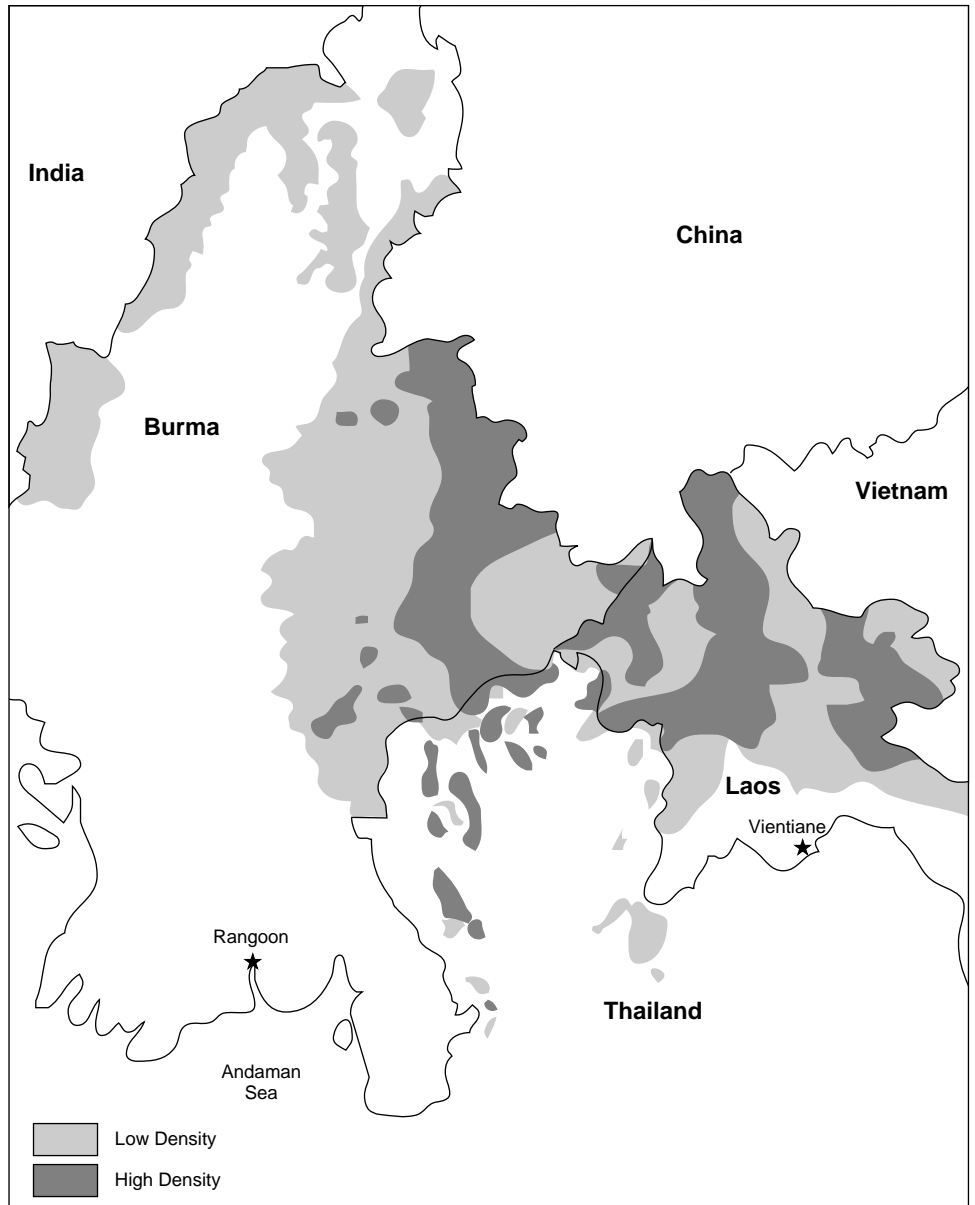 India
China
Burma
Vietnam
Laos
Vientiane
Rangoon
Thailand
Andaman
Sea
Low Density
High Density